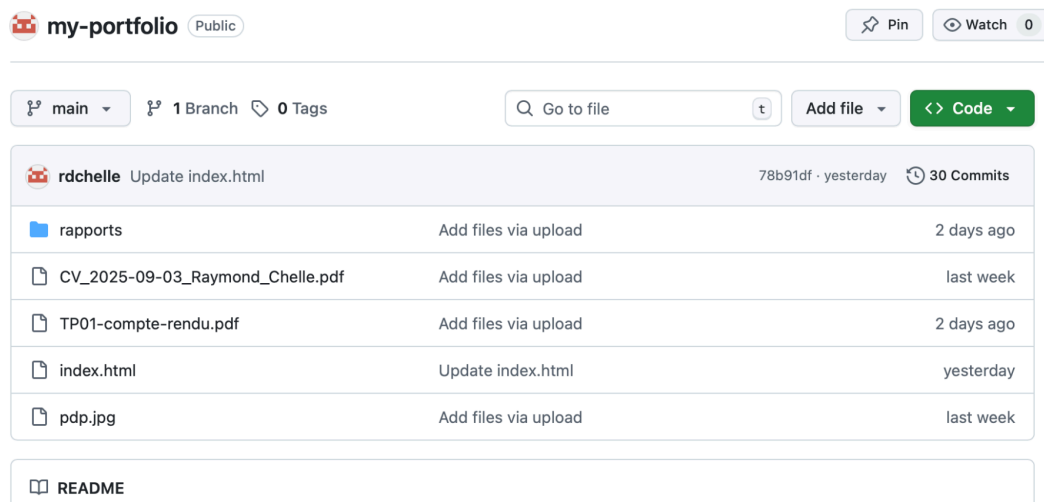 my-portfolio Public Pin Watch 0
main 1 Branch 0 Tags Go to file t Add file Code
rdchelle Update index.html 78b91df · yesterday 30 Commits
rapports Add files via upload 2 days ago
CV_2025-09-03_Raymond_Chelle.pdf Add files via upload last week
TP01-compte-rendu.pdf Add files via upload 2 days ago
index.html Update index.html yesterday
pdp.jpg Add files via upload last week
README